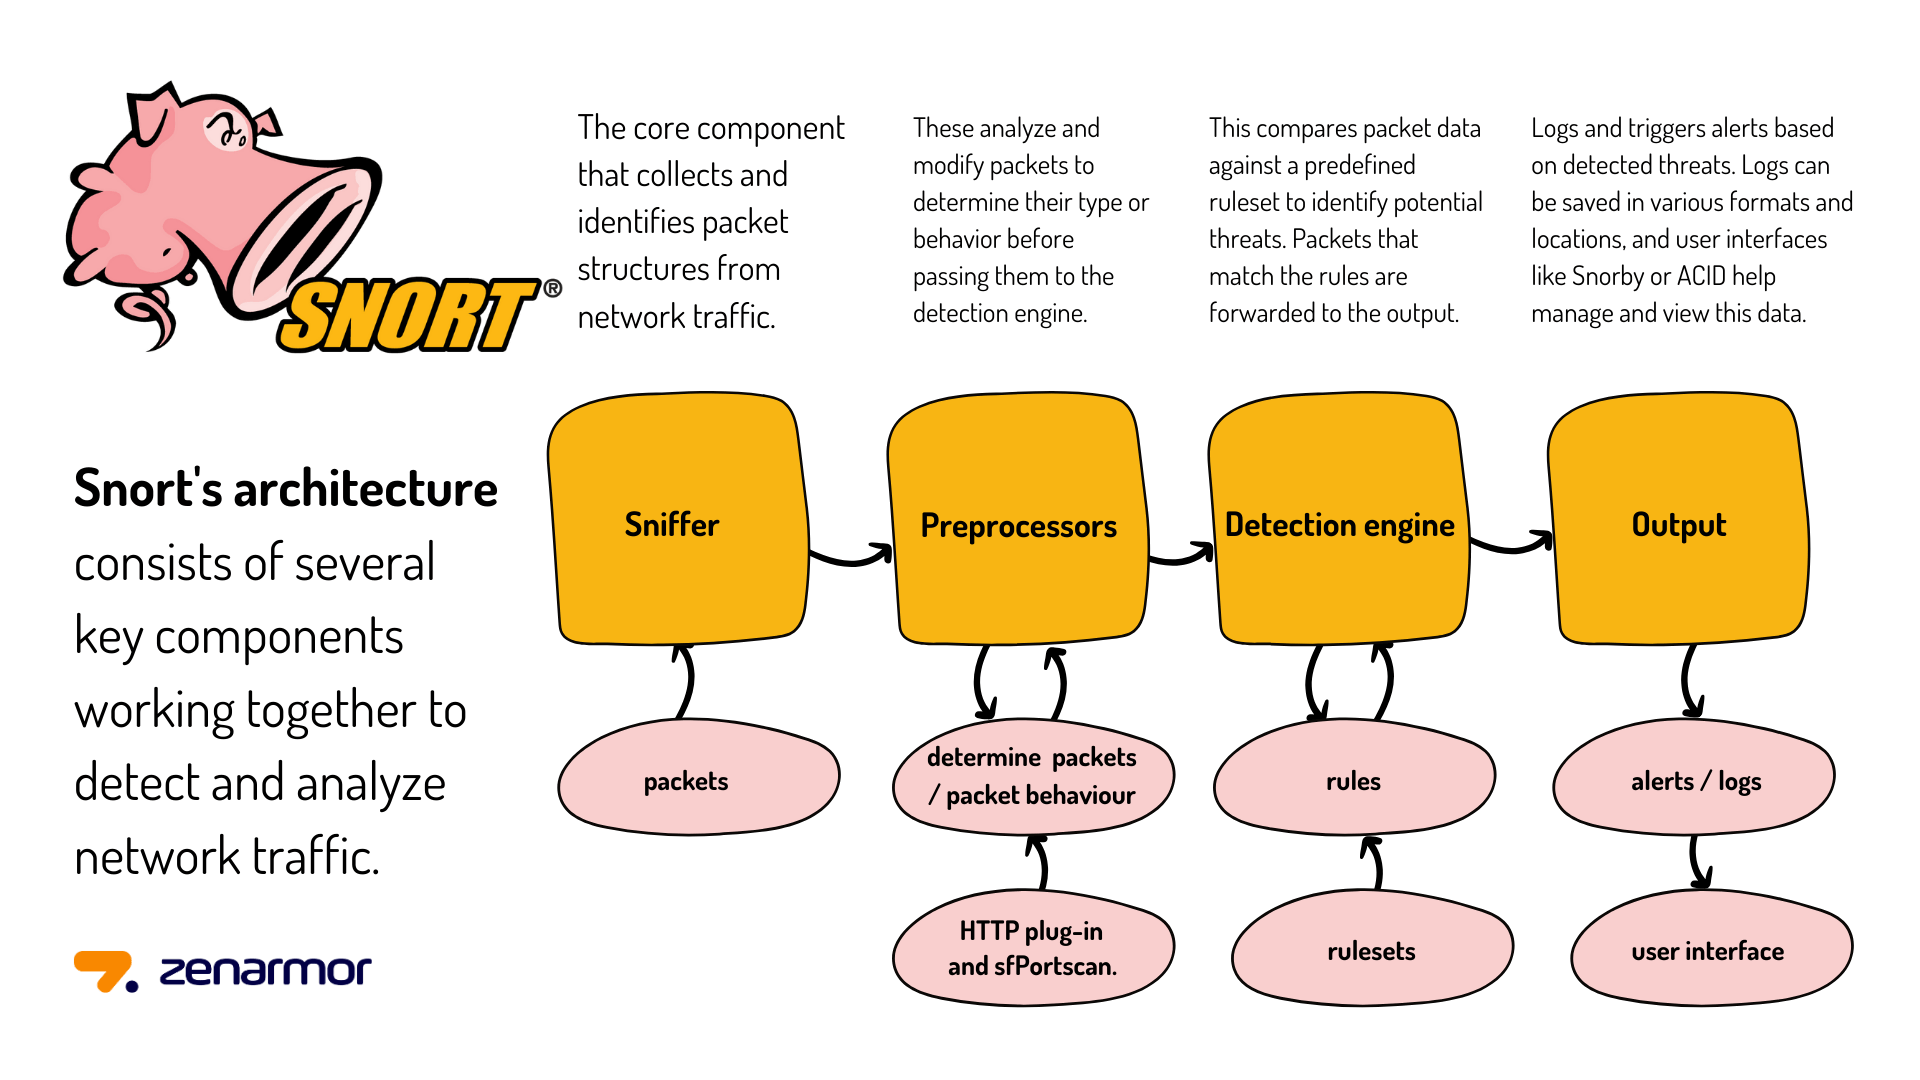 SNORT®
The core component
that collects and
identifies packet
structures from
network traffic.
These analyze and
modify packets to
determine their type or
behavior before
passing them to the
detection engine.
This compares packet data
against a predefined
ruleset to identify potential
threats. Packets that
match the rules are
forwarded to the output.
Logs and triggers alerts based
on detected threats. Logs can
be saved in various formats and
locations, and user interfaces
like Snorby or ACID help
manage and view this data.
Snort's architecture
consists of several
key components
working together to
detect and analyze
network traffic.
zenarmor
Sniffer
Preprocessors
Detection engine
Output
packets
determine packets
/ packet behaviour
rules
alerts / logs
HTTP plug-in
and sfPortscan.
rulesets
user interface